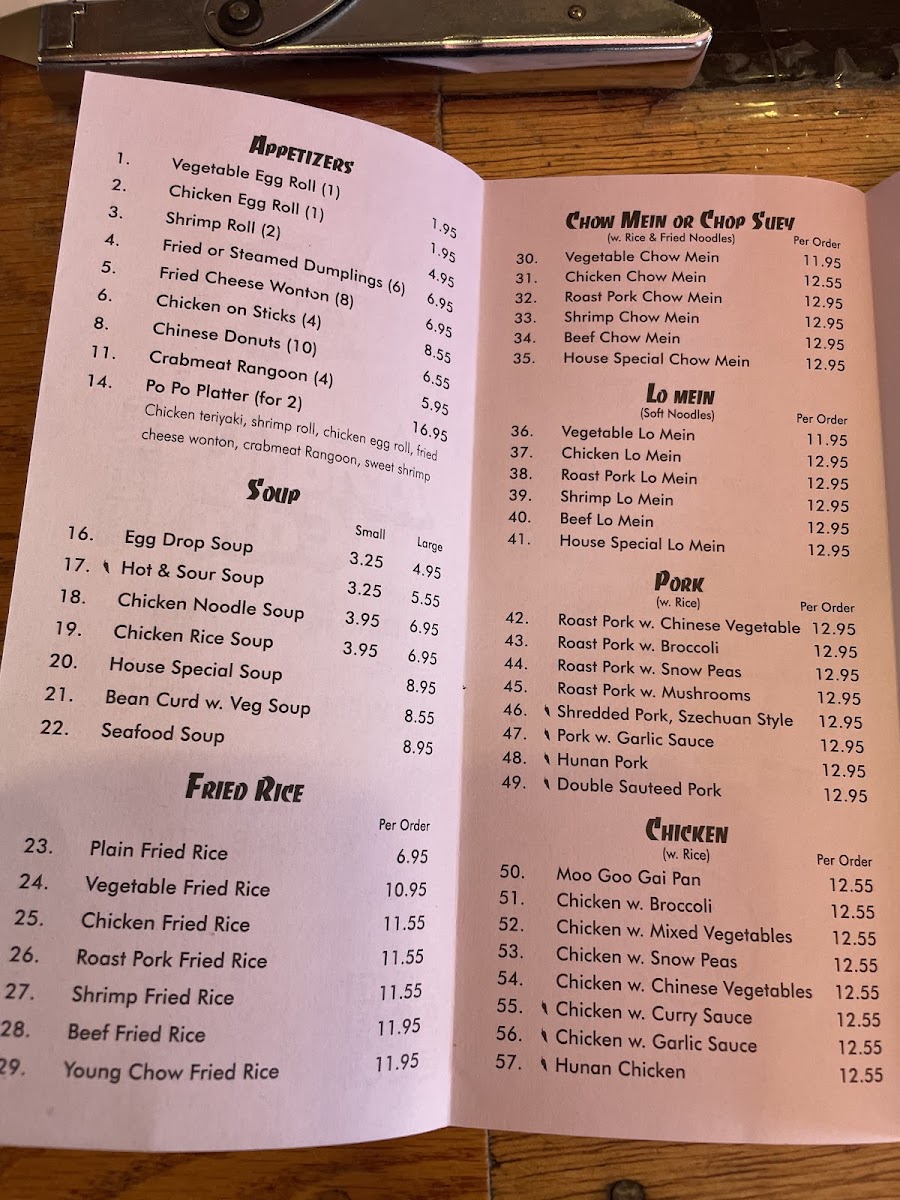 Appetizers
1. Vegetable Egg Roll (1) 1.95
2. Chicken Egg Roll (1) 1.95
3. Shrimp Roll (2) 4.95
4. Fried or Steamed Dumplings (6) 6.95
5. Fried Cheese Wonton (8) 6.95
6. Chicken on Sticks (4) 8.55
8. Chinese Donuts (10) 6.55
11. Crabmeat Rangoon (4) 5.95
14. Po Po Platter (for 2) 16.95
Chicken teriyaki, shrimp roll, chicken egg roll, fried
cheese wonton, crabmeat Rangoon, sweet shrimp
Soup
Small Large
16. Egg Drop Soup 3.25 4.95
17. Hot & Sour Soup 3.25 5.55
18. Chicken Noodle Soup 3.95 6.95
19. Chicken Rice Soup 3.95 6.95
20. House Special Soup 8.95
21. Bean Curd w. Veg Soup 8.55
22. Seafood Soup 8.95
Fried Rice
Per Order
23. Plain Fried Rice 6.95
24. Vegetable Fried Rice 10.95
25. Chicken Fried Rice 11.55
26. Roast Pork Fried Rice 11.55
27. Shrimp Fried Rice 11.55
28. Beef Fried Rice 11.95
29. Young Chow Fried Rice 11.95
Chow Mein or Chop Suey
(w. Rice & Fried Noodles) Per Order
30. Vegetable Chow Mein 11.95
31. Chicken Chow Mein 12.55
32. Roast Pork Chow Mein 12.95
33. Shrimp Chow Mein 12.95
34. Beef Chow Mein 12.95
35. House Special Chow Mein 12.95
Lo mein
(Soft Noodles) Per Order
36. Vegetable Lo Mein 11.95
37. Chicken Lo Mein 12.95
38. Roast Pork Lo Mein 12.95
39. Shrimp Lo Mein 12.95
40. Beef Lo Mein 12.95
41. House Special Lo Mein 12.95
Pork
(w. Rice) Per Order
42. Roast Pork w. Chinese Vegetable 12.95
43. Roast Pork w. Broccoli 12.95
44. Roast Pork w. Snow Peas 12.95
45. Roast Pork w. Mushrooms 12.95
46. Shredded Pork, Szechuan Style 12.95
47. Pork w. Garlic Sauce 12.95
48. Hunan Pork 12.95
49. Double Sauteed Pork 12.95
Chicken
(w. Rice) Per Order
50. Moo Goo Gai Pan 12.55
51. Chicken w. Broccoli 12.55
52. Chicken w. Mixed Vegetables 12.55
53. Chicken w. Snow Peas 12.55
54. Chicken w. Chinese Vegetables 12.55
55. Chicken w. Curry Sauce 12.55
56. Chicken w. Garlic Sauce 12.55
57. Hunan Chicken 12.55